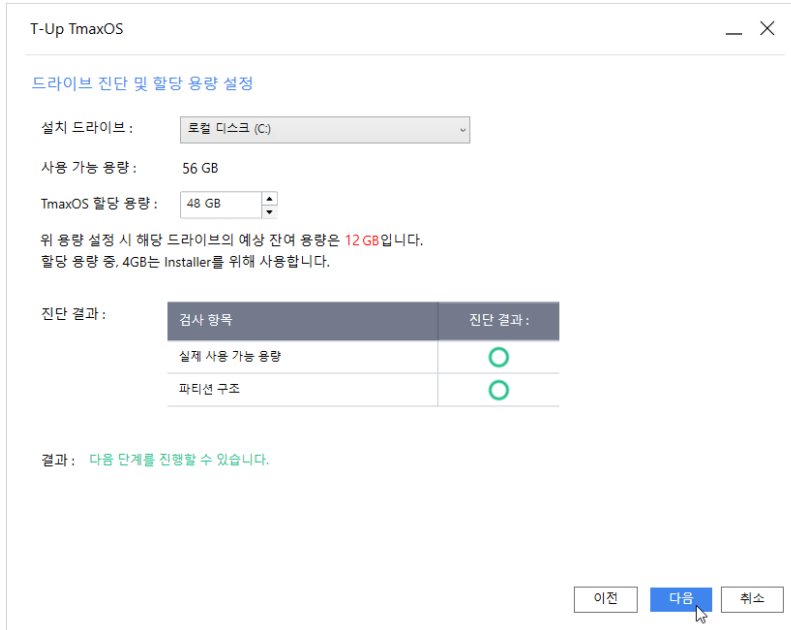 T-Up TmaxOS
드라이브 진단 및 할당 용량 설정
설치 드라이브 : 로컬 디스크 (C:)
사용 가능 용량 : 56 GB
TmaxOS 할당 용량 : 48 GB
위 용량 설정 시 해당 드라이브의 예상 잔여 용량은 12 GB입니다.
할당 용량 중, 4GB는 Installer를 위해 사용합니다.
진단 결과 : 검사 항목 진단 결과 :
실제 사용 가능 용량
파티션 구조
결과 : 다음 단계를 진행할 수 있습니다.
이전 다음 취소